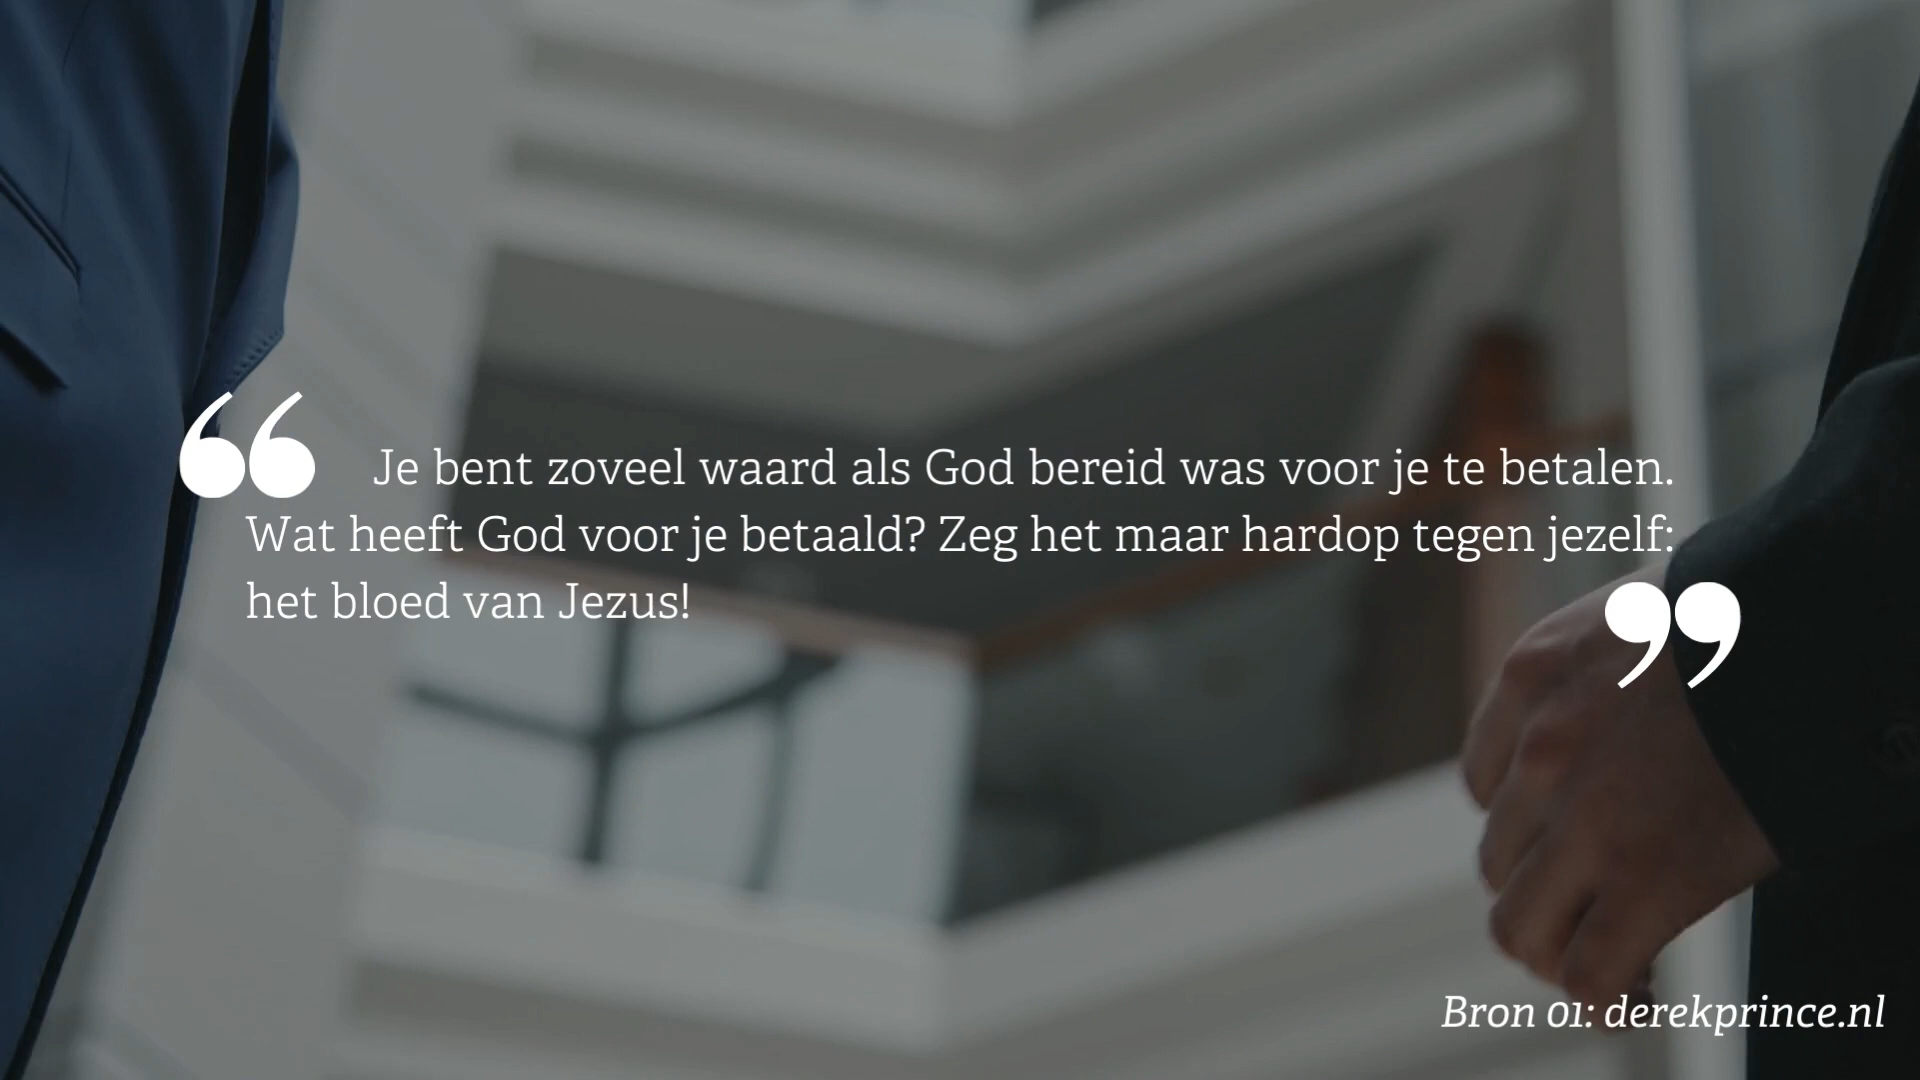 “ Je bent zoveel waard als God bereid was voor je te betalen.
Wat heeft God voor je betaald? Zeg het maar hardop tegen jezelf:
het bloed van Jezus! ”
Bron 01: derekprince.nl